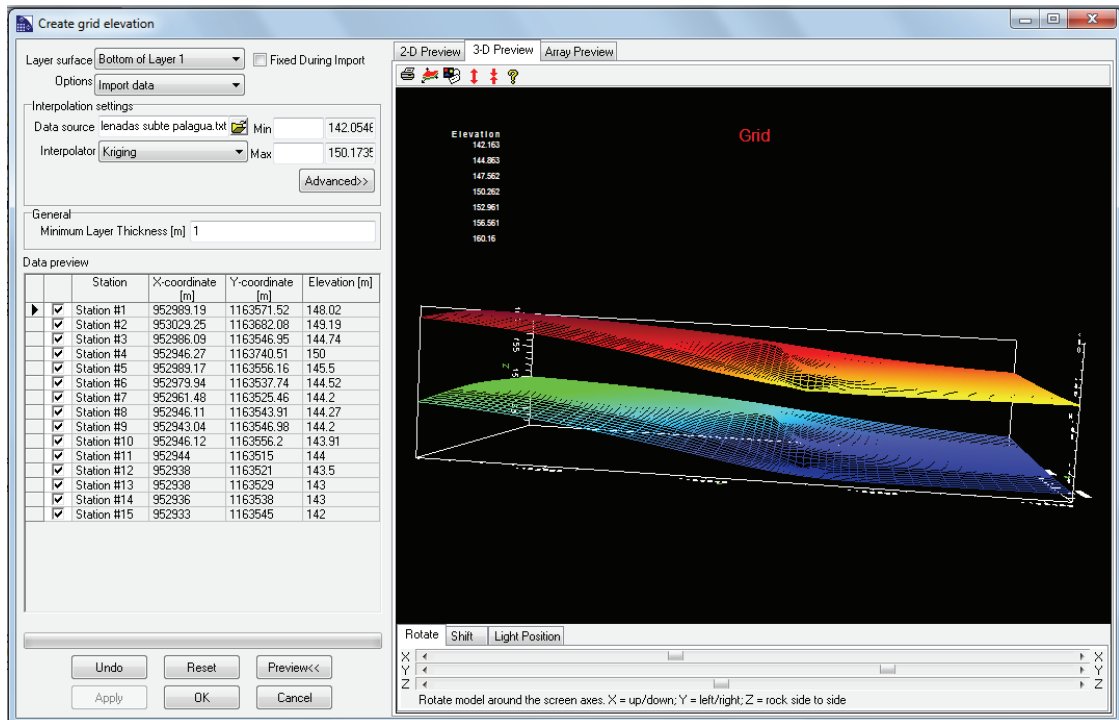 Create grid elevation
Layer surface Bottom of Layer 1 Fixed During Import
Options Import data
Interpolation settings
Data source lenadas subte palagua.txt Min 142.0546
Interpolator Kriging Max 150.1735
Advanced>>
General
Minimum Layer Thickness [m] 1
Data preview
Station X-coordinate [m] Y-coordinate [m] Elevation [m]
Station #1 952989.19 1163571.52 148.02
Station #2 953029.25 1163682.08 149.19
Station #3 952986.09 1163546.95 144.74
Station #4 952946.27 1163740.51 150
Station #5 952989.17 1163556.16 145.5
Station #6 952979.94 1163537.74 144.52
Station #7 952961.48 1163525.46 144.2
Station #8 952946.11 1163543.91 144.27
Station #9 952943.04 1163546.98 144.2
Station #10 952946.12 1163556.2 143.91
Station #11 952944 1163515 144
Station #12 952938 1163521 143.5
Station #13 952938 1163529 143
Station #14 952936 1163538 143
Station #15 952933 1163545 142
Undo Reset Preview<<
Apply OK Cancel
2-D Preview 3-D Preview Array Preview
Elevation
142.163
144.863
147.562
150.262
152.961
156.561
160.16
Grid
155
Z
Rotate Shift Light Position
X X
Y Y
Z Z
Rotate model around the screen axes. X = up/down; Y = left/right; Z = rock side to side